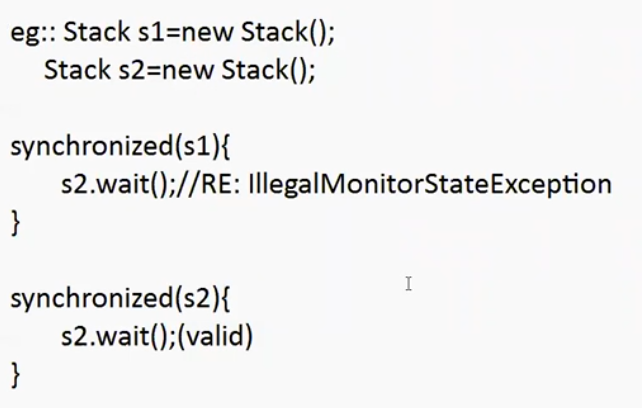 eg:: Stack s1=new Stack();
Stack s2=new Stack();
synchronized(s1){
s2.wait();//RE: IllegalMonitorStateException
}
synchronized(s2){
s2.wait();(valid)
}